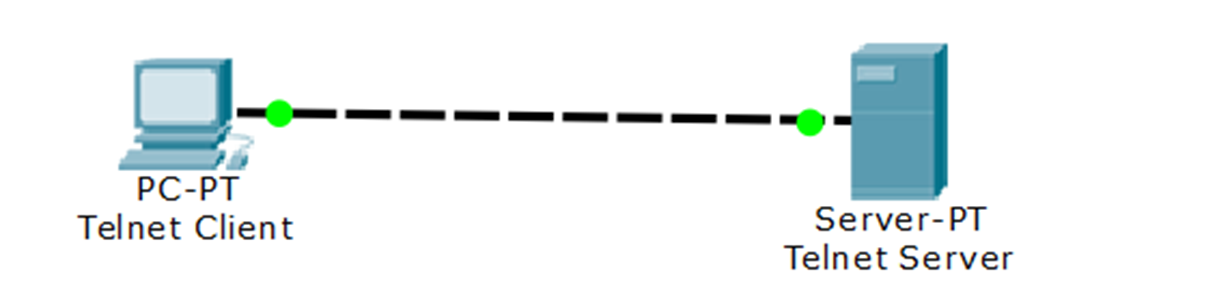 PC-PT
Telnet Client
Server-PT
Telnet Server